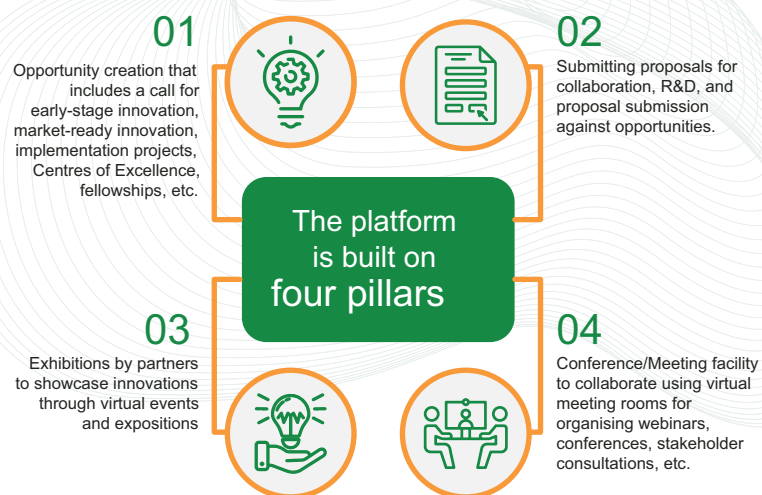 01
Opportunity creation that
includes a call for
early-stage innovation,
market-ready innovation,
implementation projects,
Centres of Excellence,
fellowships, etc.
02
Submitting proposals for
collaboration, R&D, and
proposal submission
against opportunities.
The platform
is built on
four pillars
03
Exhibitions by partners
to showcase innovations
through virtual events
and expositions
04
Conference/Meeting facility
to collaborate using virtual
meeting rooms for
organising webinars,
conferences, stakeholder
consultations, etc.